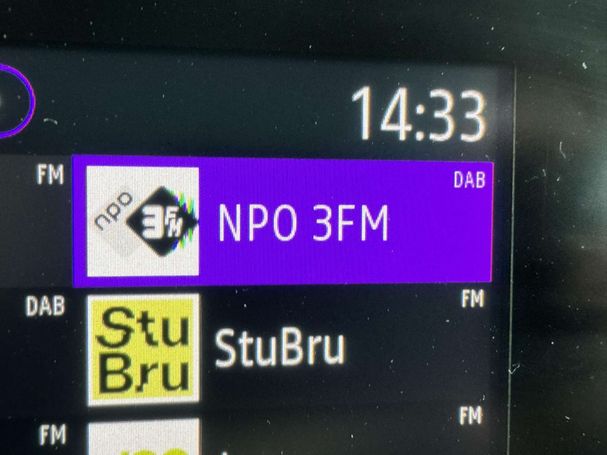 14:33
FM
npo
3FM
NPO 3FM
DAB
DAB
Stu
Bru
StuBru
FM
FM
FM